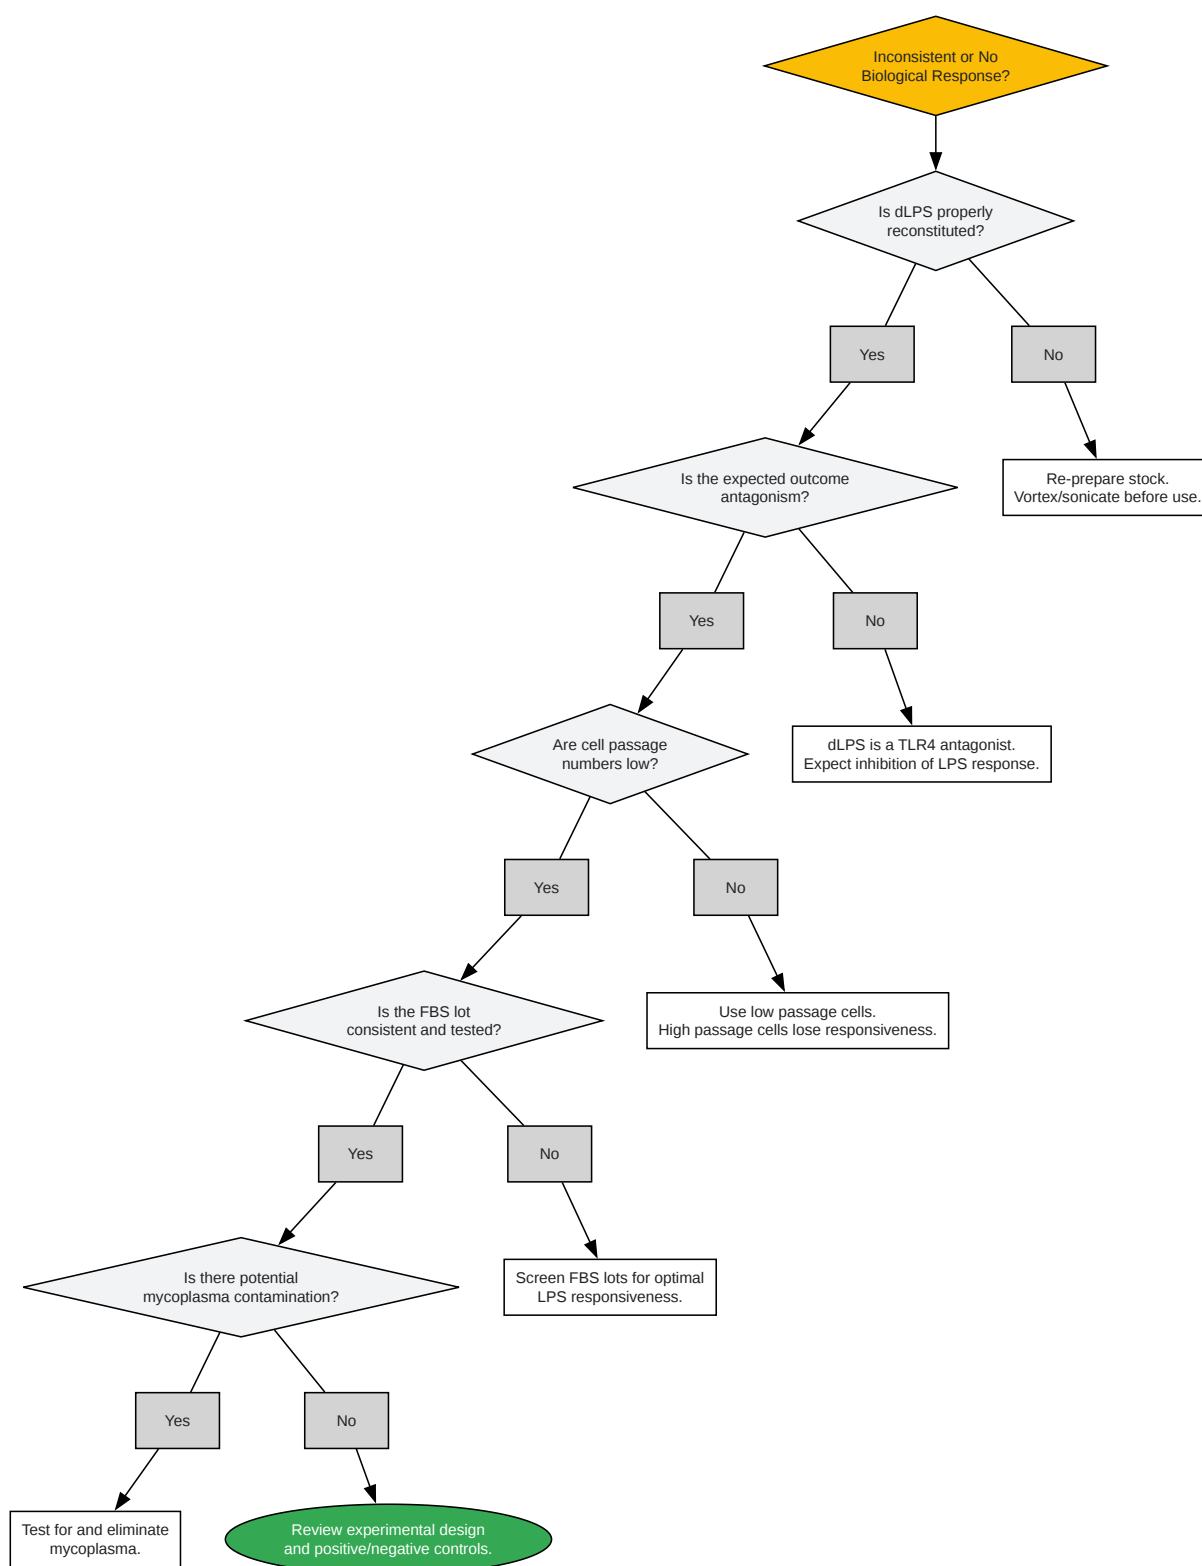 Inconsistent or No
Biological Response?
Is dLPS properly
reconstituted?
Yes
No
Is the expected outcome
antagonism?
Re-prepare stock.
Vortex/sonicate before use.
Yes
No
Are cell passage
numbers low?
dLPS is a TLR4 antagonist.
Expect inhibition of LPS response.
Yes
No
Is the FBS lot
consistent and tested?
Use low passage cells.
High passage cells lose responsiveness.
Yes
No
Is there potential
mycoplasma contamination?
Screen FBS lots for optimal
LPS responsiveness.
Yes
No
Test for and eliminate
mycoplasma.
Review experimental design
and positive/negative controls.